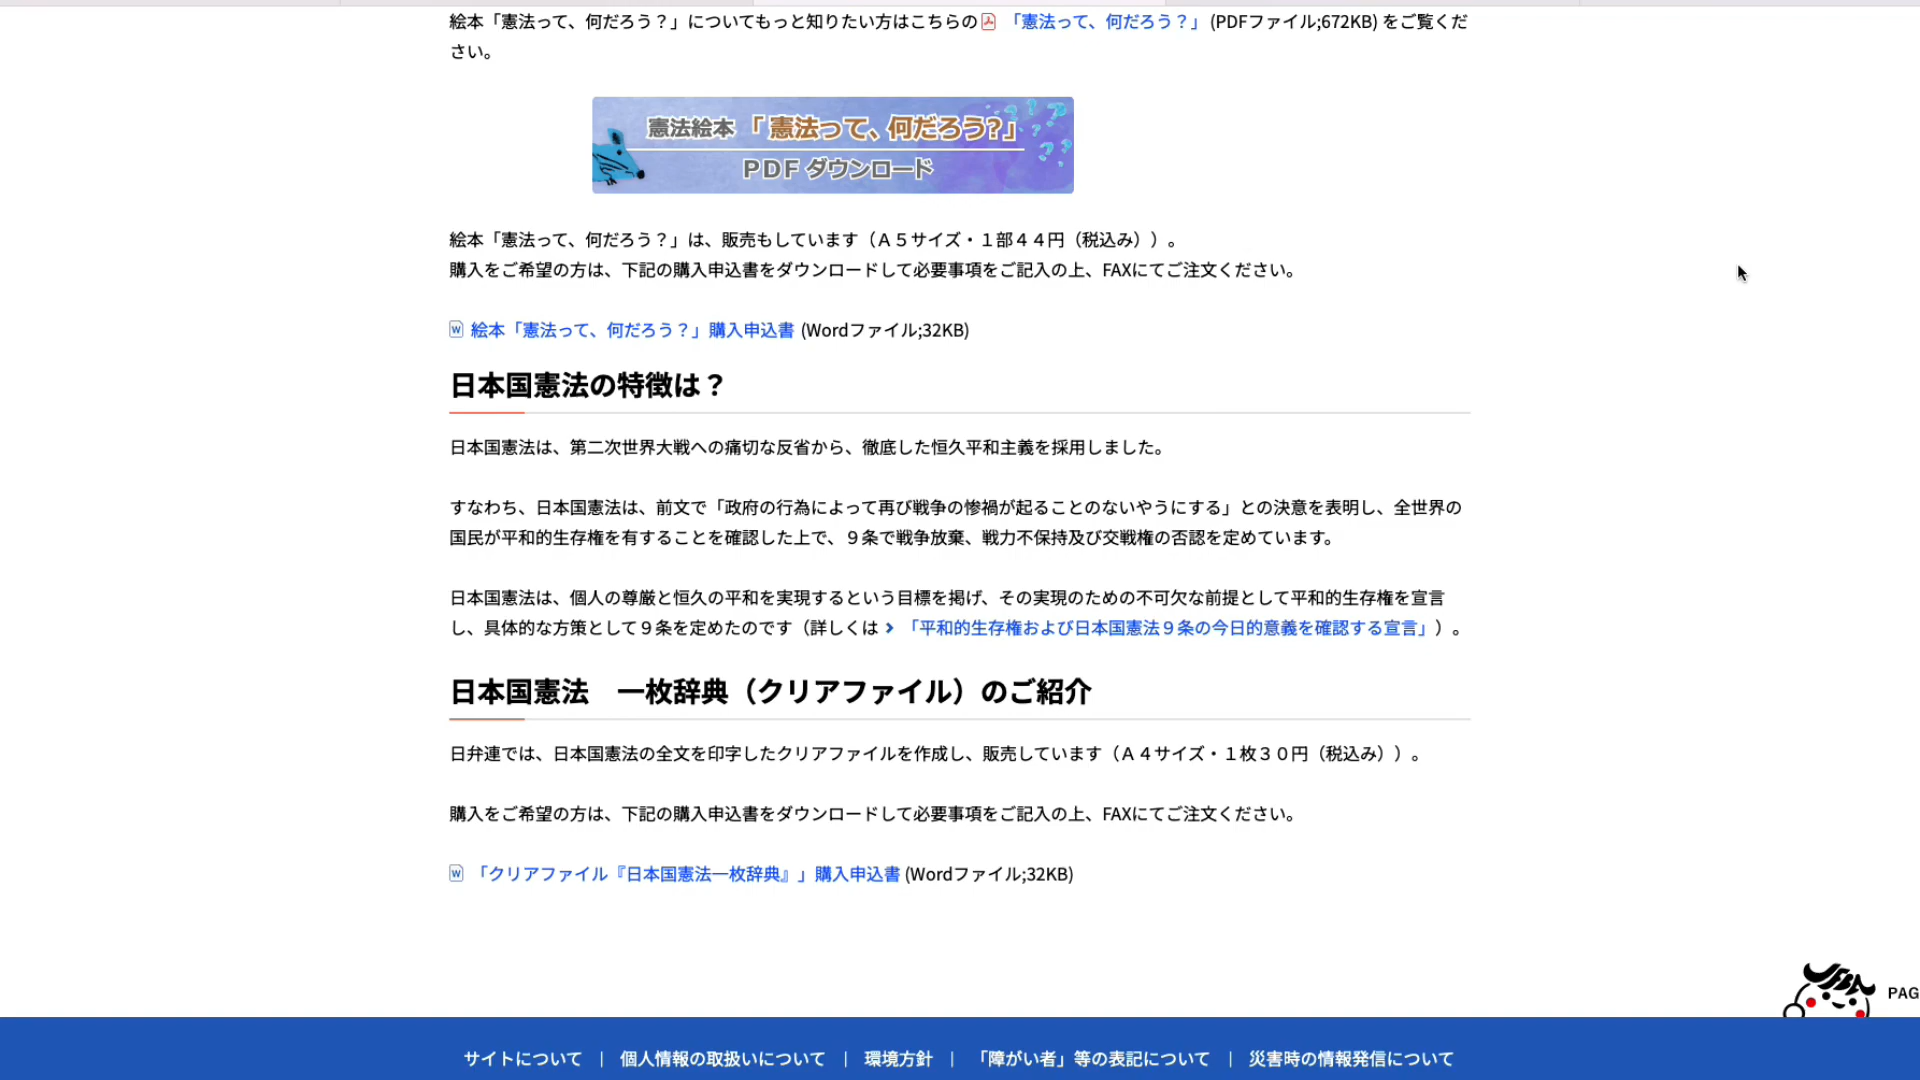 絵本「憲法って、何だろう？」についてもっと知りたい方はこちらの 「憲法って、何だろう？」 (PDFファイル;672KB) をご覧くだ
さい。
憲法絵本「憲法って、何だろう?」
PDF ダウンロード
絵本「憲法って、何だろう？」は、販売もしています（Ａ５サイズ・１部４４円（税込み））。
購入をご希望の方は、下記の購入申込書をダウンロードして必要事項をご記入の上、FAXにてご注文ください。
絵本「憲法って、何だろう？」購入申込書 (Wordファイル;32KB)
日本国憲法の特徴は？
日本国憲法は、第二次世界大戦への痛切な反省から、徹底した恒久平和主義を採用しました。
すなわち、日本国憲法は、前文で「政府の行為によって再び戦争の惨禍が起ることのないやうにする」との決意を表明し、全世界の
国民が平和的生存権を有することを確認した上で、９条で戦争放棄、戦力不保持及び交戦権の否認を定めています。
日本国憲法は、個人の尊厳と恒久の平和を実現するという目標を掲げ、その実現のための不可欠な前提として平和的生存権を宣言
し、具体的な方策として９条を定めたのです（詳しくは 「平和的生存権および日本国憲法９条の今日的意義を確認する宣言」）。
日本国憲法　一枚辞典（クリアファイル）のご紹介
日弁連では、日本国憲法の全文を印字したクリアファイルを作成し、販売しています（Ａ４サイズ・１枚３０円（税込み））。
購入をご希望の方は、下記の購入申込書をダウンロードして必要事項をご記入の上、FAXにてご注文ください。
「クリアファイル『日本国憲法一枚辞典』」購入申込書 (Wordファイル;32KB)
PAG
サイトについて | 個人情報の取扱いについて | 環境方針 | 「障がい者」等の表記について | 災害時の情報発信について